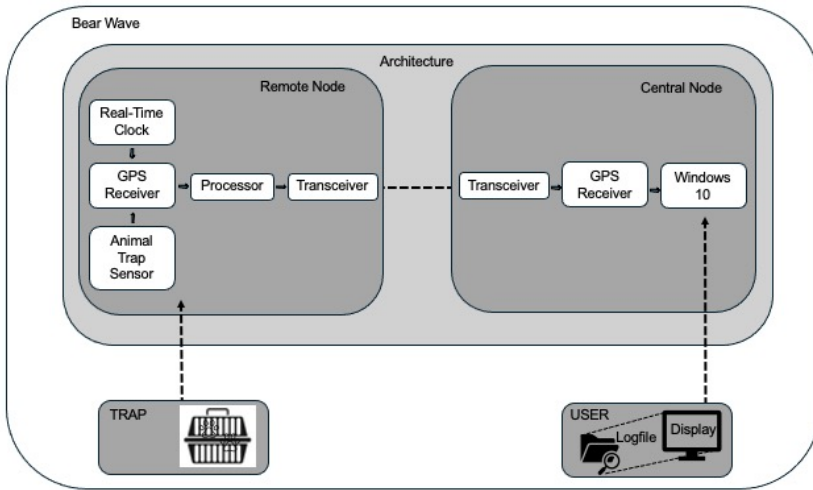 Bear Wave
Architecture
Remote Node
Real-Time
Clock
GPS
Receiver
Processor
Transceiver
Animal
Trap
Sensor
Central Node
Transceiver
GPS
Receiver
Windows
10
TRAP
USER
Logfile
Display